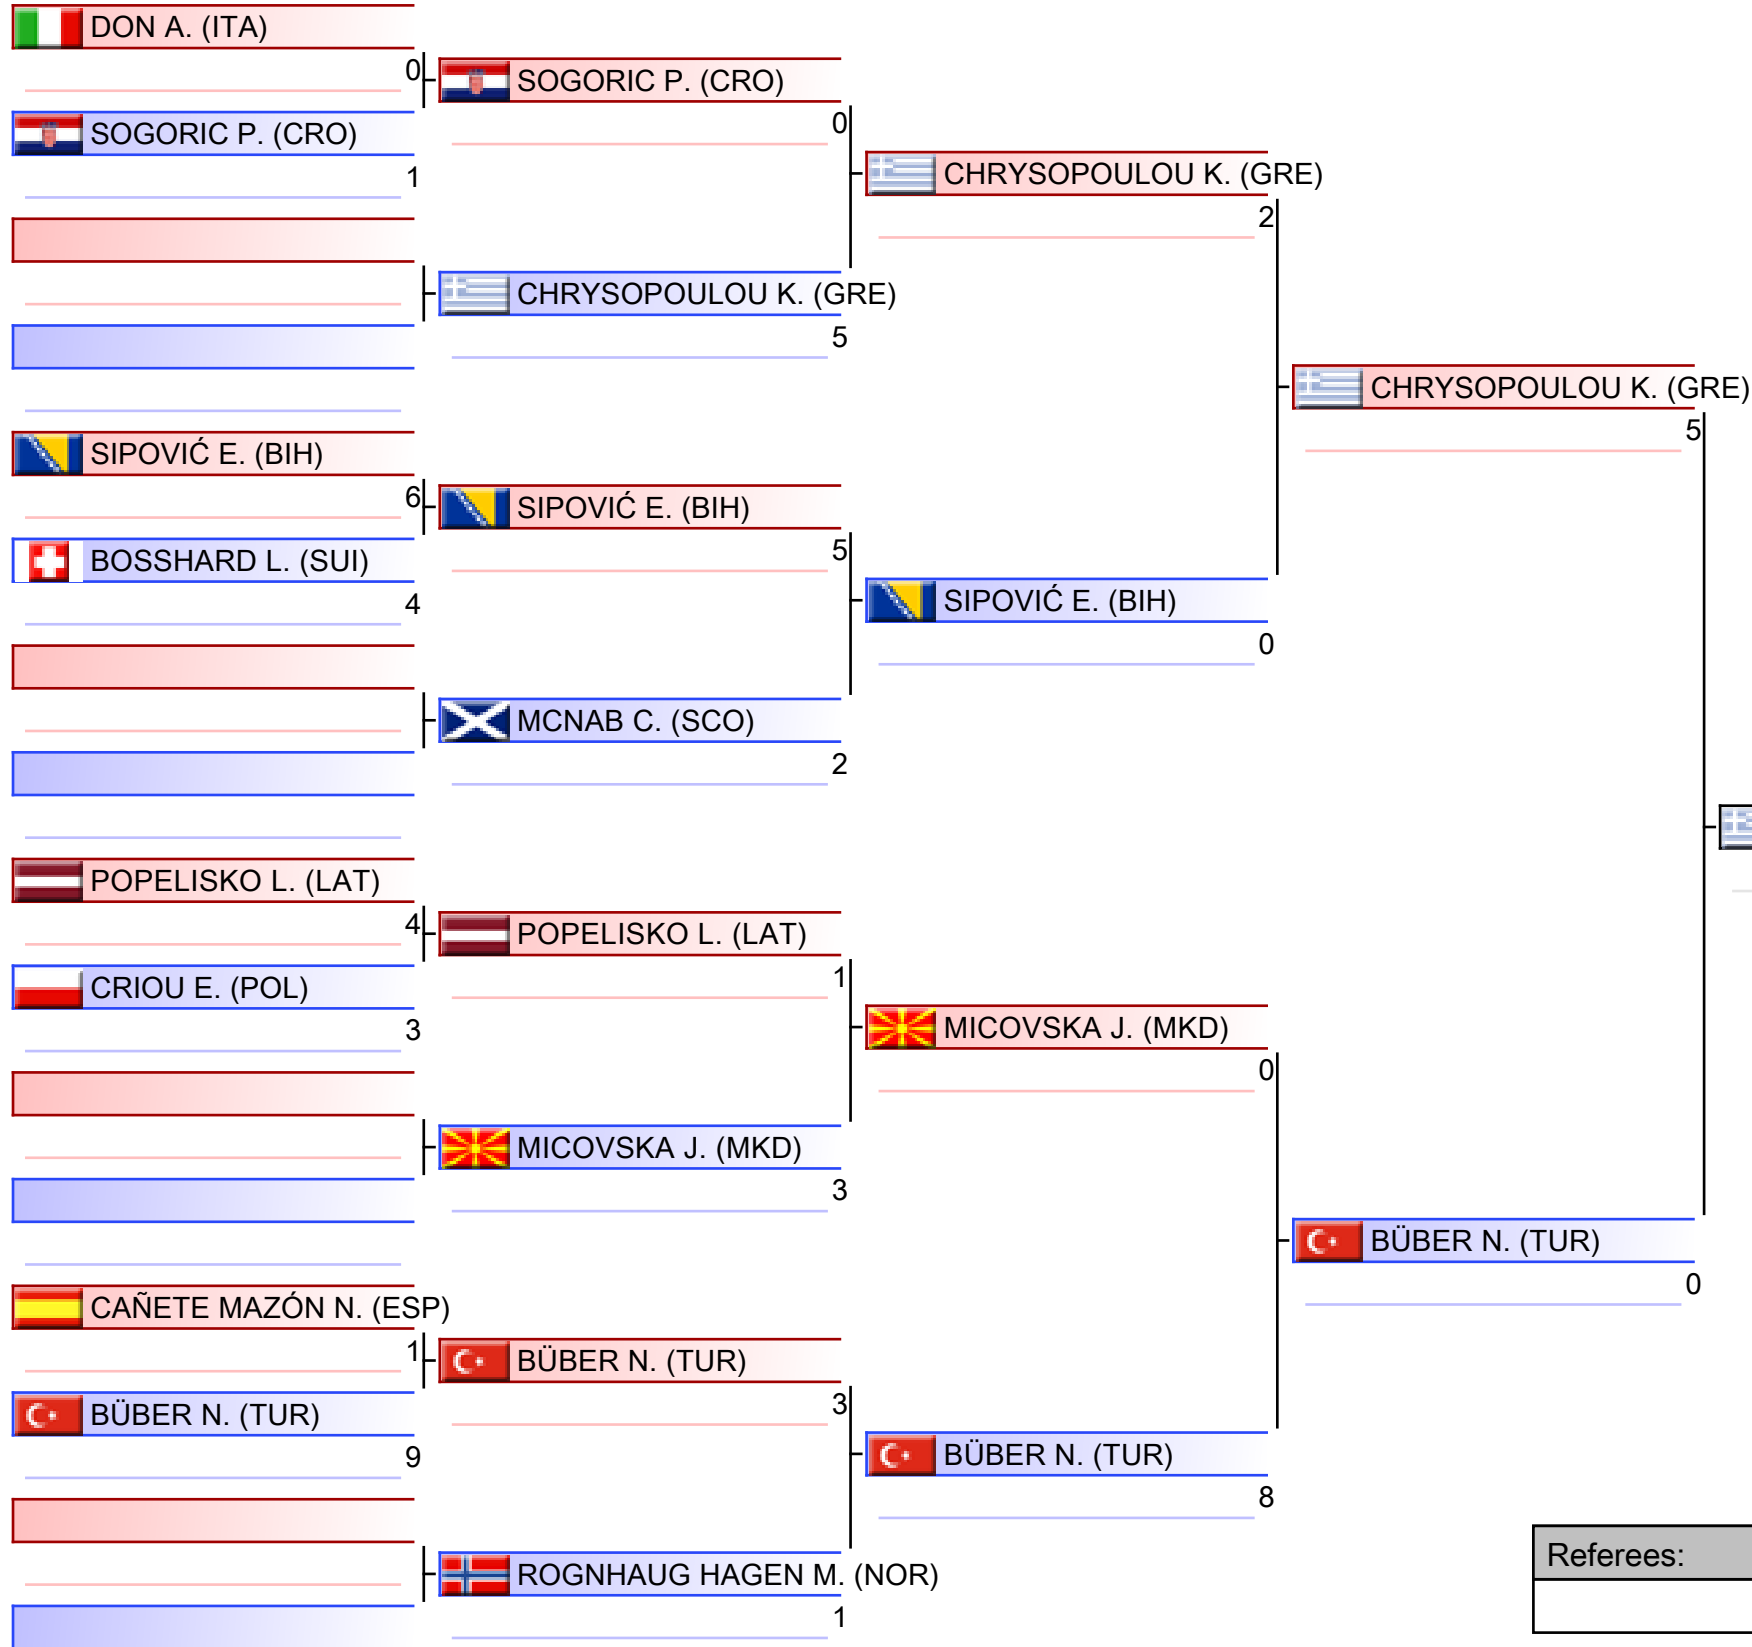 DON A. (ITA)
0
SOGORIC P. (CRO)
1
SIPOVIĆ E. (BIH)
6
BOSSHARD L. (SUI)
4
POPELISKO L. (LAT)
4
CRIOU E. (POL)
3
CAÑETE MAZÓN N. (ESP)
1
BÜBER N. (TUR)
9
SOGORIC P. (CRO)
0
CHRYSOPOULOU K. (GRE)
5
SIPOVIĆ E. (BIH)
5
MCNAB C. (SCO)
2
POPELISKO L. (LAT)
1
MICOVSKA J. (MKD)
3
BÜBER N. (TUR)
3
ROGNHAUG HAGEN M. (NOR)
1
CHRYSOPOULOU K. (GRE)
2
SIPOVIĆ E. (BIH)
0
MICOVSKA J. (MKD)
0
BÜBER N. (TUR)
8
CHRYSOPOULOU K. (GRE)
5
BÜBER N. (TUR)
0
Referees: